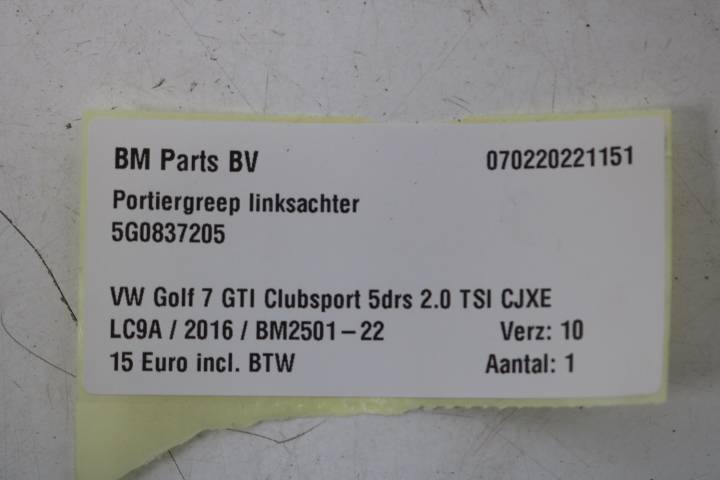 BM Parts BV 070220221151
Portiergreep linksachter
5G0837205
VW Golf 7 GTI Clubsport 5drs 2.0 TSI CJXE
LC9A / 2016 / BM2501-22 Verz: 10
15 Euro incl. BTW Aantal: 1